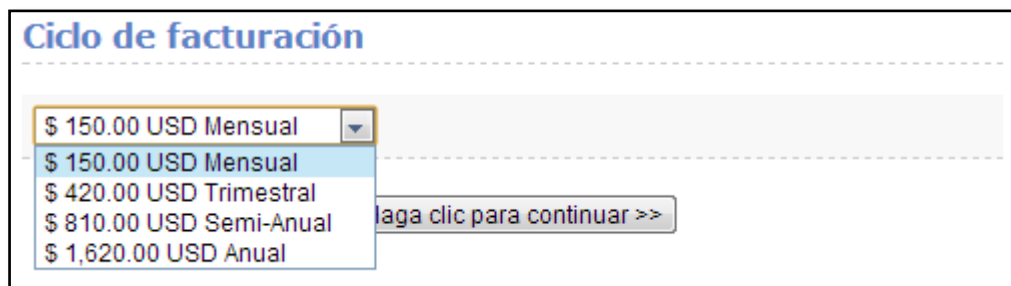 Ciclo de facturación
$ 150.00 USD Mensual
$ 150.00 USD Mensual
$ 420.00 USD Trimestral
$ 810.00 USD Semi-Anual
$ 1,620.00 USD Anual
clic para continuar >>